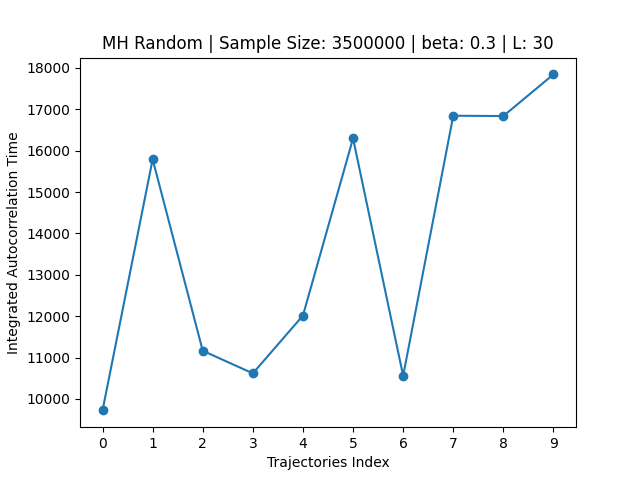 MH Random | Sample Size: 3500000 | beta: 0.3 | L: 30
Integrated Autocorrelation Time
18000
17000
16000
15000
14000
13000
12000
11000
10000
0 1 2 3 4 5 6 7 8 9
Trajectories Index